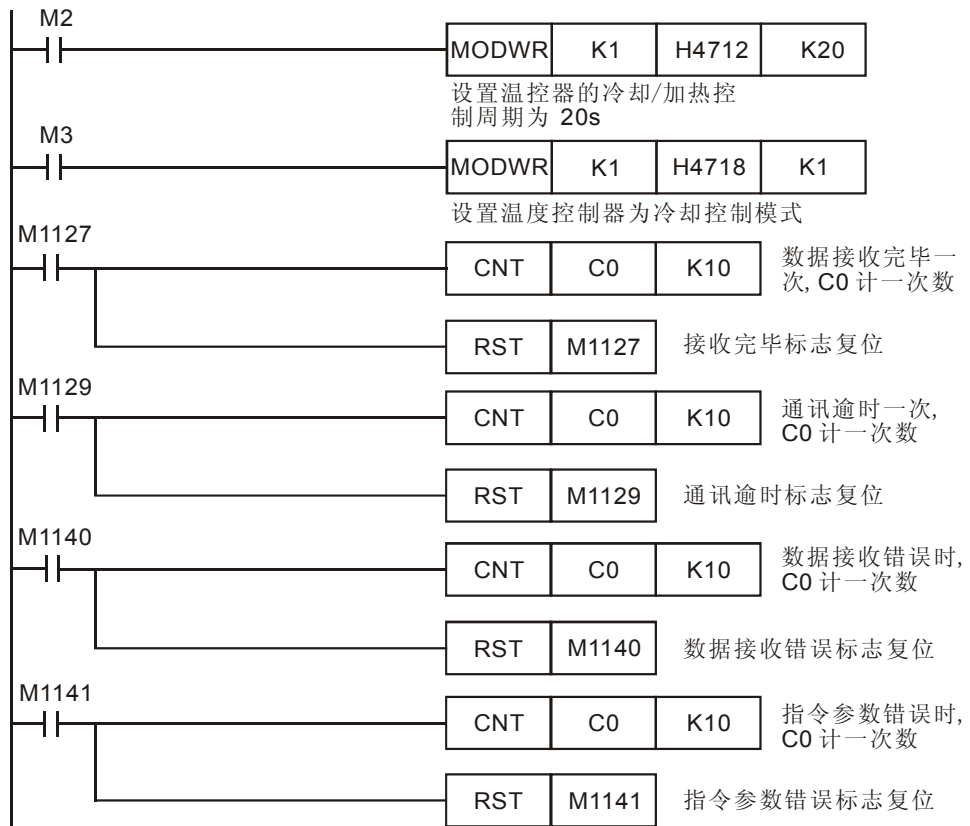 M2
MODWR K1 H4712 K20
设置温控器的冷却/加热控
制周期为 20s
M3
MODWR K1 H4718 K1
设置温度控制器为冷却控制模式
M1127
CNT C0 K10
数据接收完毕一
次, C0 计一次数
RST M1127
接收完毕标志复位
M1129
CNT C0 K10
通讯逾时一次,
C0 计一次数
RST M1129
通讯逾时标志复位
M1140
CNT C0 K10
数据接收错误时,
C0 计一次数
RST M1140
数据接收错误标志复位
M1141
CNT C0 K10
指令参数错误时,
C0 计一次数
RST M1141
指令参数错误标志复位